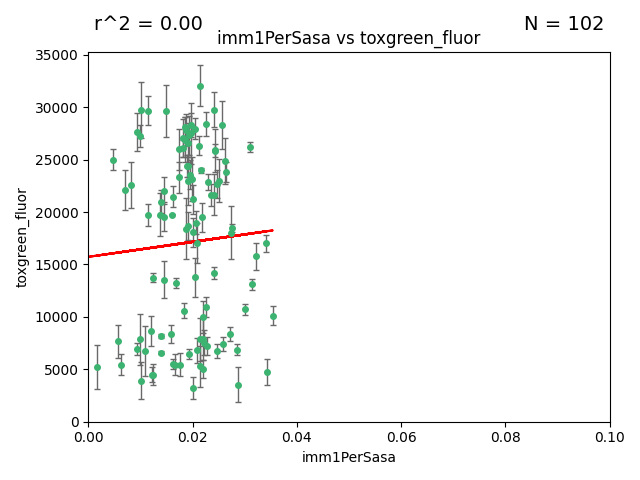 r^2 = 0.00
N = 102
imm1PerSasa vs toxgreen_fluor
35000
30000
25000
20000
15000
10000
5000
0
toxgreen_fluor
0.00 0.02 0.04 0.06 0.08 0.10
imm1PerSasa